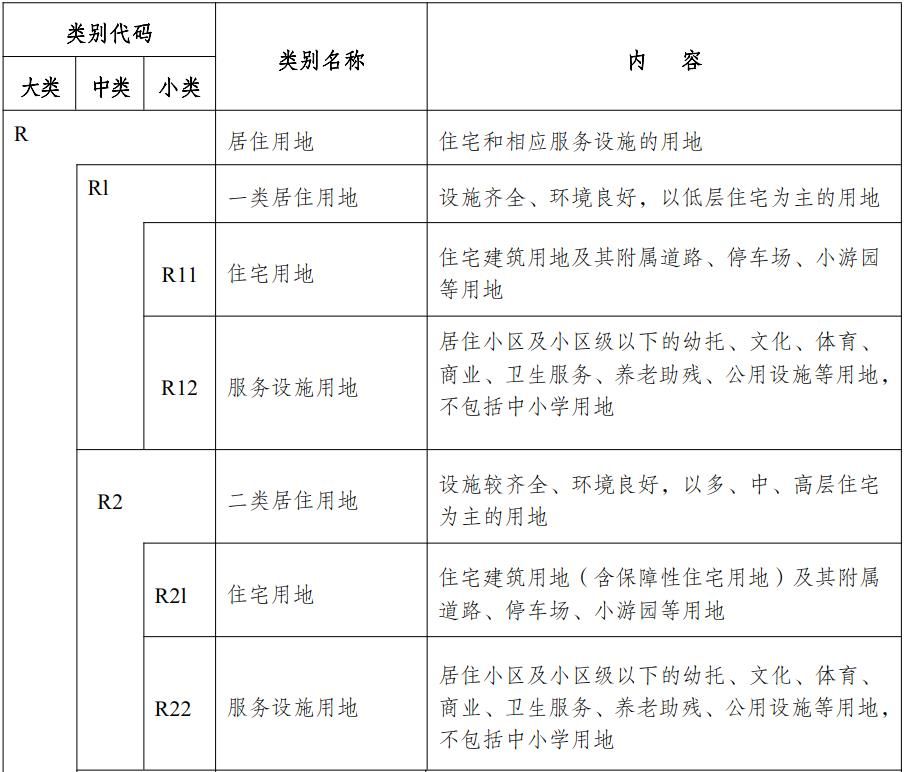 类别代码
类别名称
内 容
大类
中类
小类
R
居住用地
住宅和相应服务设施的用地
Rl
一类居住用地
设施齐全、环境良好，以低层住宅为主的用地
R11
住宅用地
住宅建筑用地及其附属道路、停车场、小游园
等用地
R12
服务设施用地
居住小区及小区级以下的幼托、文化、体育、
商业、卫生服务、养老助残、公用设施等用地，
不包括中小学用地
R2
二类居住用地
设施较齐全、环境良好，以多、中、高层住宅
为主的用地
R2l
住宅用地
住宅建筑用地（含保障性住宅用地）及其附属
道路、停车场、小游园等用地
R22
服务设施用地
居住小区及小区级以下的幼托、文化、体育、
商业、卫生服务、养老助残、公用设施等用地，
不包括中小学用地